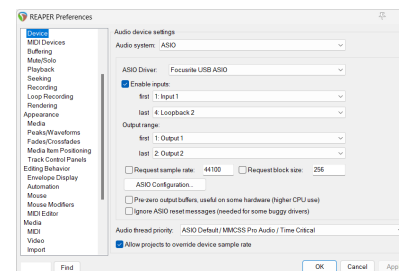 REAPER Preferences
Device
MIDI Devices
Buffering
Mute/Solo
Playback
Seeking
Recording
Loop Recording
Rendering
Appearance
Media
Peaks/Waveforms
Fades/Crossfades
Media Item Positioning
Track Control Panels
Editing Behavior
Envelope Display
Automation
Mouse
Mouse Modifiers
MIDI Editor
Media
MIDI
Video
Import
Find
Audio device settings
Audio system: ASIO
ASIO Driver: Focusrite USB ASIO
Enable inputs:
first 1: Input 1
last 4: Loopback 2
Output range:
first 1: Output 1
last 2: Output 2
Request sample rate: 44100 Request block size: 256
ASIO Configuration...
Pre-zero output buffers, useful on some hardware (higher CPU use)
Ignore ASIO reset messages (needed for some buggy drivers)
Audio thread priority: ASIO Default / MMCSS Pro Audio / Time Critical
Allow projects to override device sample rate
OK Cancel App